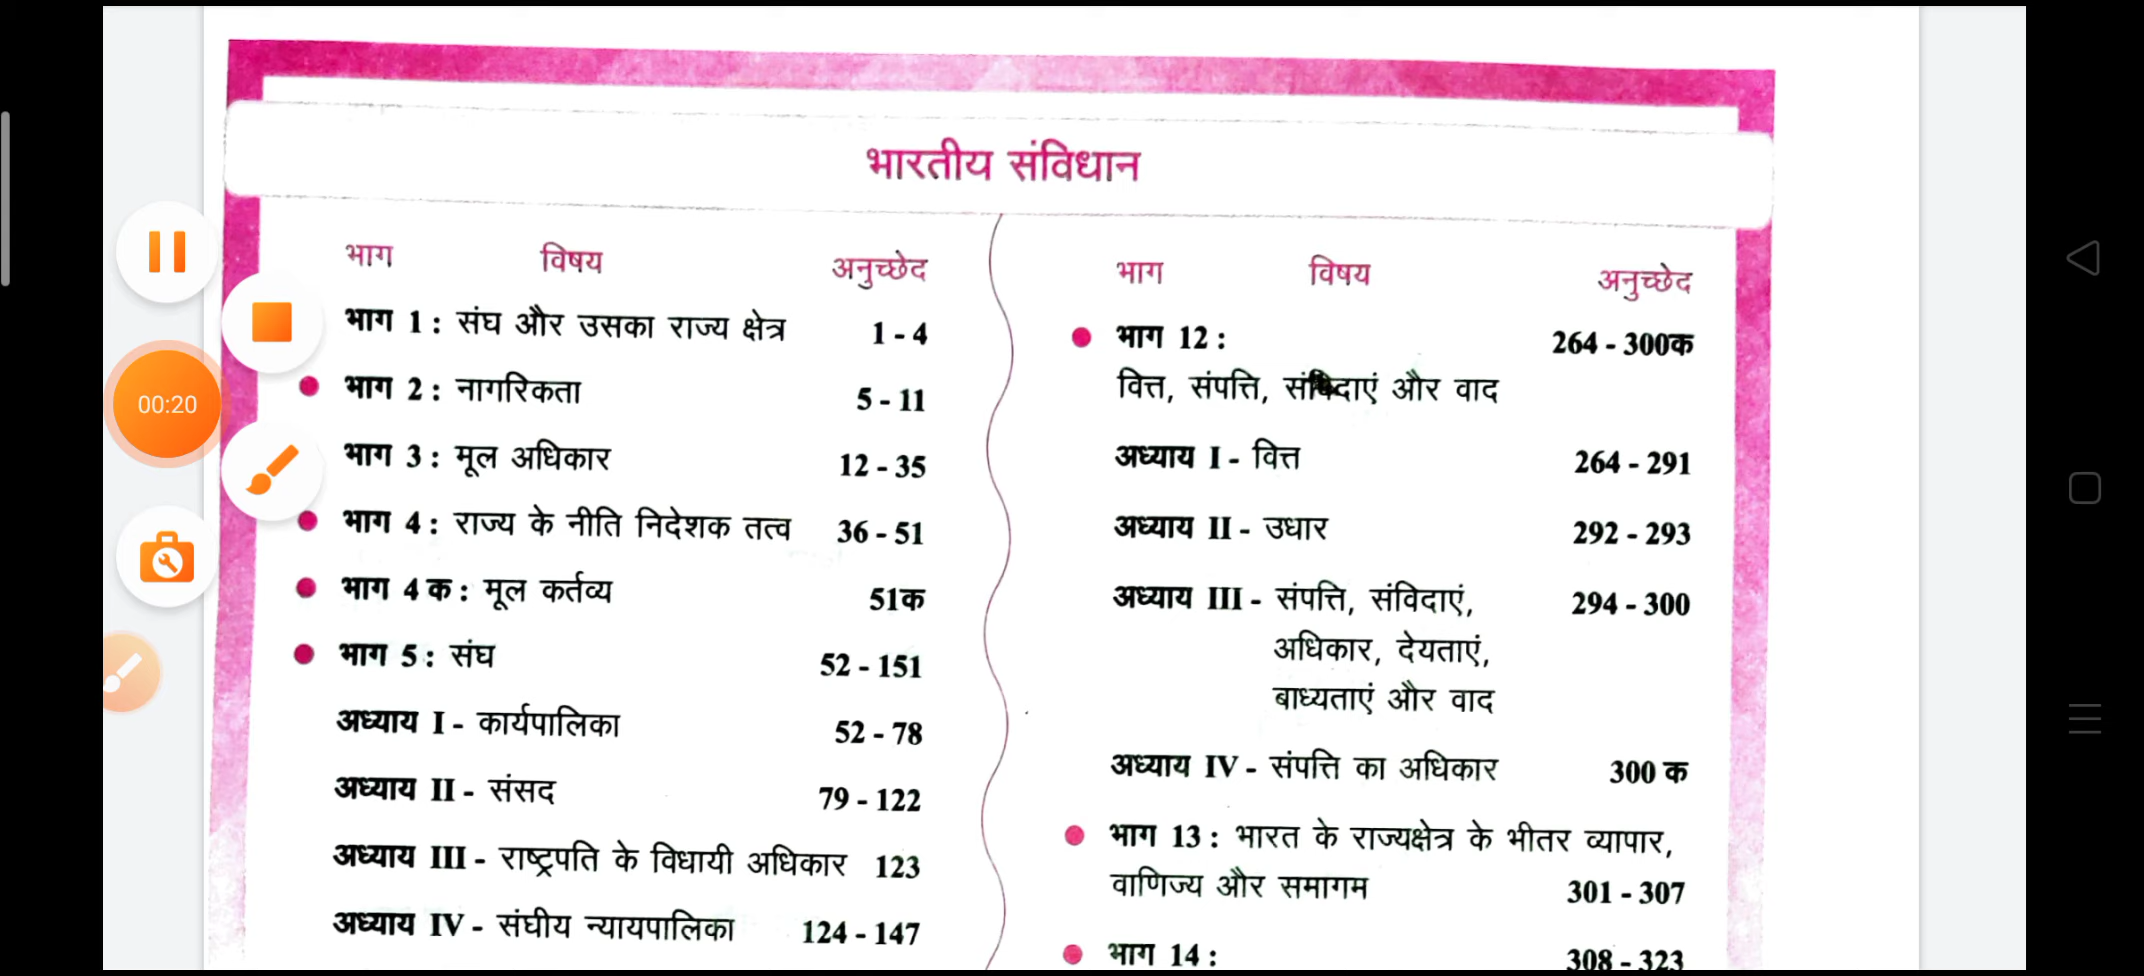 भारतीय संविधान
भाग विषय अनुच्छेद
भाग 1 : संघ और उसका राज्य क्षेत्र 1 - 4
भाग 2 : नागरिकता 5 - 11
भाग 3 : मूल अधिकार 12 - 35
भाग 4 : राज्य के नीति निदेशक तत्व 36 - 51
भाग 4 क : मूल कर्तव्य 51क
भाग 5 : संघ 52 - 151
अध्याय I - कार्यपालिका 52 - 78
अध्याय II - संसद 79 - 122
अध्याय III - राष्ट्रपति के विधायी अधिकार 123
अध्याय IV - संघीय न्यायपालिका 124 - 147
भाग विषय अनुच्छेद
भाग 12 : 264 - 300क
वित्त, संपत्ति, संविदाएं और वाद
अध्याय I - वित्त 264 - 291
अध्याय II - उधार 292 - 293
अध्याय III - संपत्ति, संविदाएं, 294 - 300
अधिकार, देयताएं,
बाध्यताएं और वाद
अध्याय IV - संपत्ति का अधिकार 300 क
भाग 13 : भारत के राज्यक्षेत्र के भीतर व्यापार,
वाणिज्य और समागम 301 - 307
भाग 14 : 308 - 323
00:20